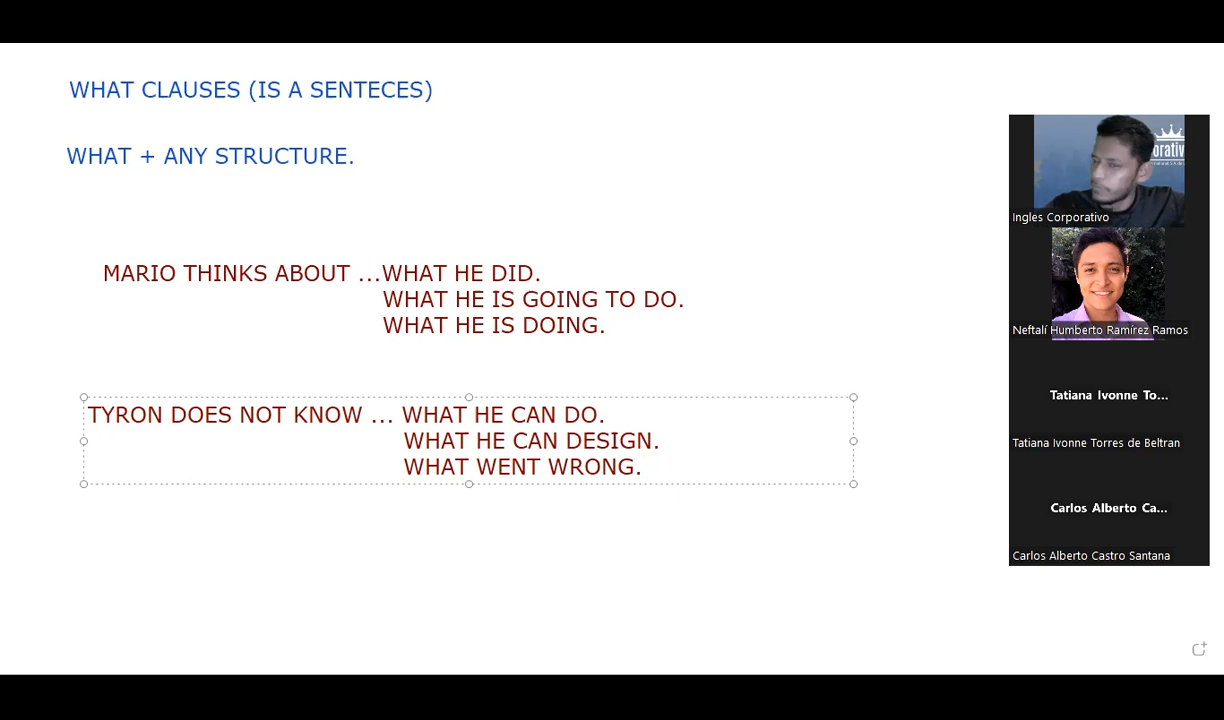 WHAT CLAUSES (IS A SENTECES)
WHAT + ANY STRUCTURE.
MARIO THINKS ABOUT ...WHAT HE DID.
WHAT HE IS GOING TO DO.
WHAT HE IS DOING.
TYRON DOES NOT KNOW ... WHAT HE CAN DO.
WHAT HE CAN DESIGN.
WHAT WENT WRONG.
Ingles Corporativo
Neftalí Humberto Ramírez Ramos
Tatiana Ivonne To...
Tatiana Ivonne Torres de Beltran
Carlos Alberto Ca...
Carlos Alberto Castro Santana